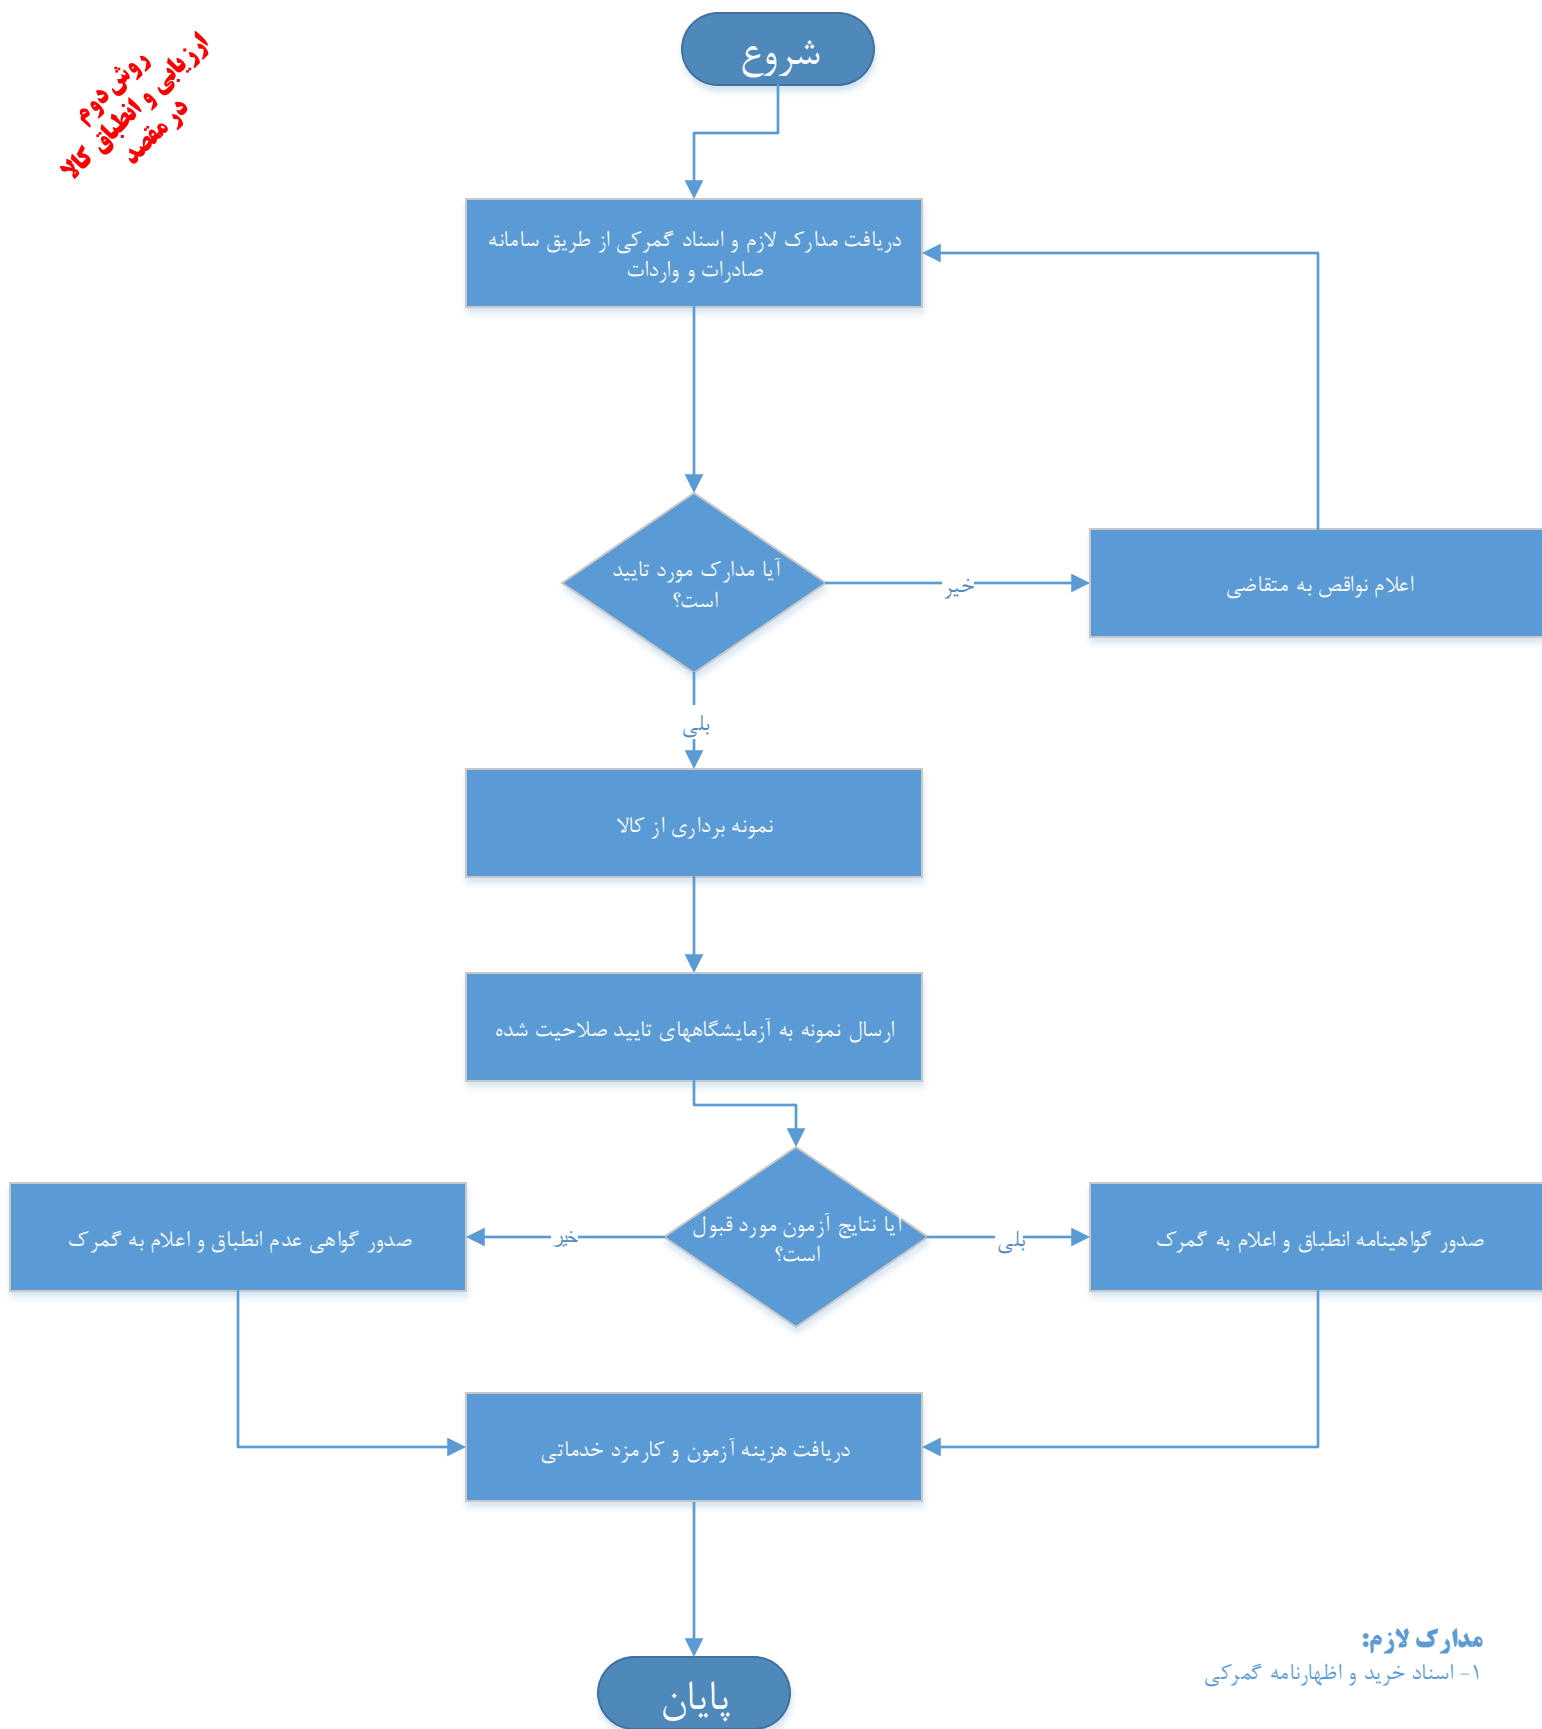 روش دوم
ارزیابی و انطباق کالا
در مقصد
شروع
دریافت مدارک لازم و اسناد گمرکی از طریق سامانه
صادرات و واردات
آیا مدارک مورد تایید
است؟
خیر
اعلام نواقص به متقاضی
بلی
نمونه برداری از کالا
ارسال نمونه به آزمایشگاههای تایید صلاحیت شده
آیا نتایج آزمون مورد قبول
است؟
بلی
صدور گواهینامه انطباق و اعلام به گمرک
خیر
صدور گواهی عدم انطباق و اعلام به گمرک
دریافت هزینه آزمون و کارمزد خدماتی
پایان
مدارک لازم:
۱- اسناد خرید و اظهارنامه گمرکی